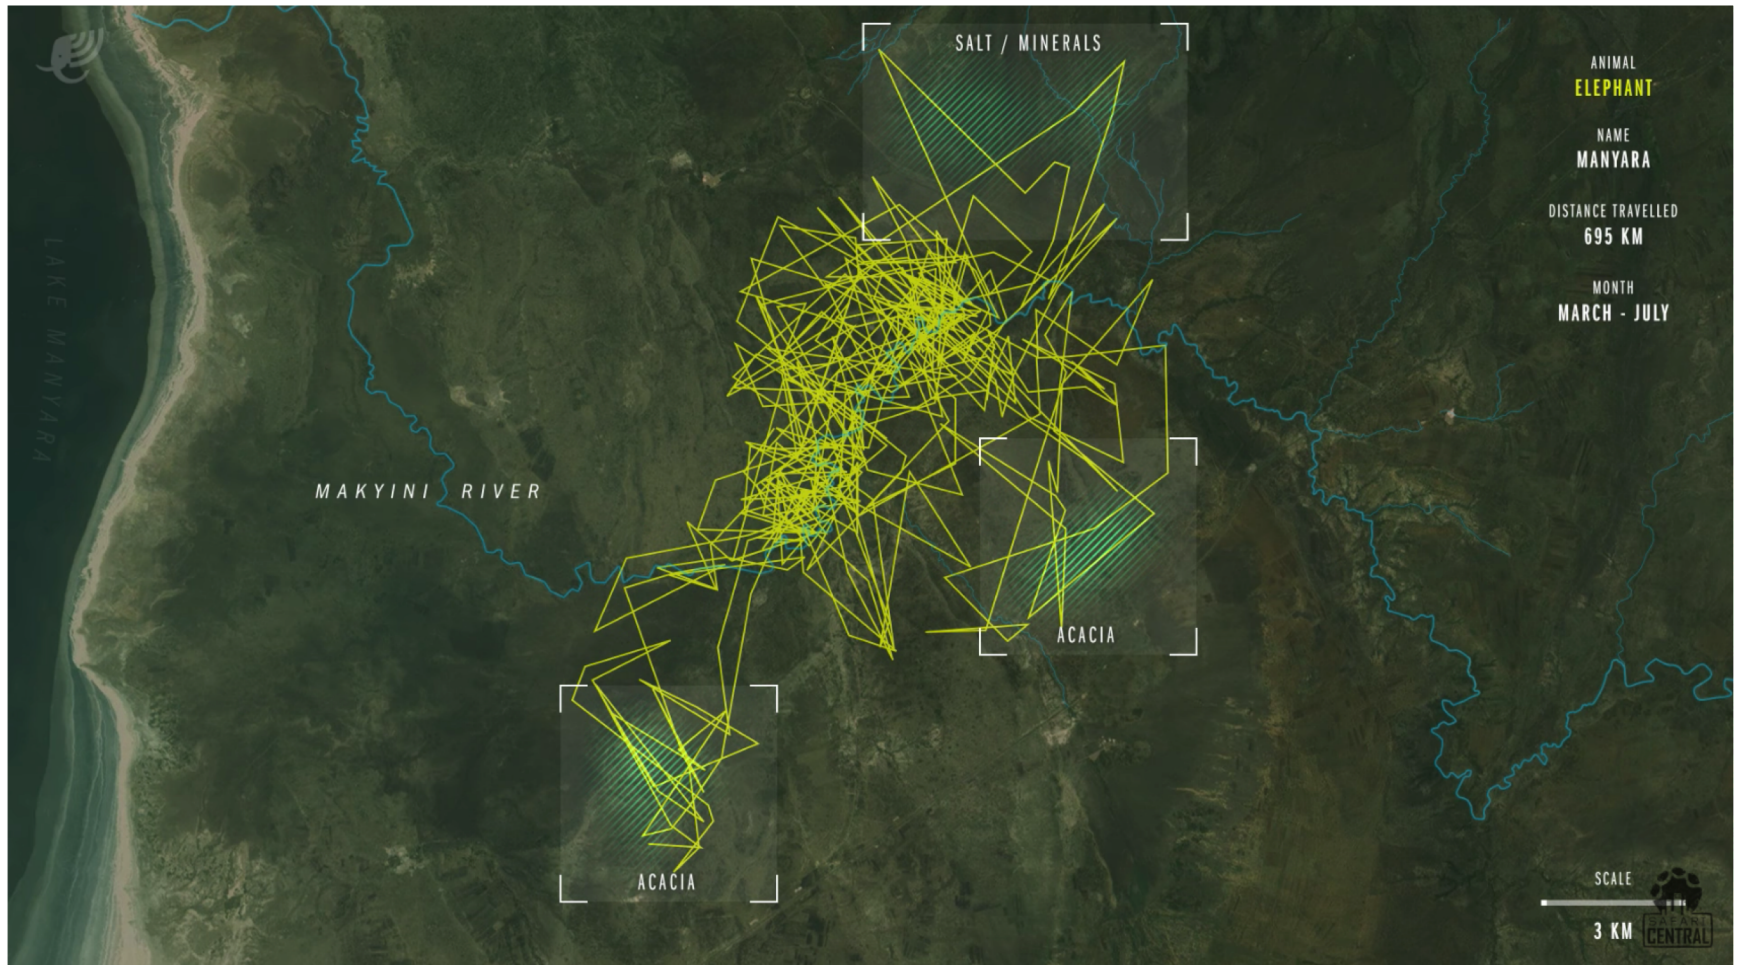 SALT / MINERALS
ANIMAL
ELEPHANT
NAME
MANYARA
DISTANCE TRAVELLED
695 KM
MONTH
MARCH - JULY
LAKE MANYARA
MAKYINI RIVER
ACACIA
ACACIA
SCALE
3 KM
SAFARI
CENTRAL